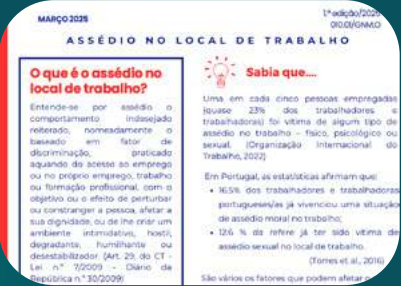 MARÇO 2025
1.ª edição/2025
010.01/GNMO
ASSÉDIO NO LOCAL DE TRABALHO
O que é o assédio no
local de trabalho?
Entende-se por assédio o
comportamento indesejado
reiterado, nomeadamente o
baseado em fator de
discriminação, praticado
aquando do acesso ao emprego
ou no próprio emprego, trabalho
ou formação profissional, com o
objetivo ou o efeito de perturbar
ou constranger a pessoa, afetar a
sua dignidade, ou de lhe criar um
ambiente intimidativo, hostil,
degradante, humilhante ou
desestabilizador. (Art. 29, do CT -
Lei n.º 7/2009 - Diário da
República n.º 30/2009)
Sabia que....
Uma em cada cinco pessoas empregadas
(quase 23% dos trabalhadores e
trabalhadoras) foi vítima de algum tipo de
assédio no trabalho – físico, psicológico ou
sexual. (Organização Internacional do
Trabalho, 2022)
Em Portugal, as estatísticas afirmam que:
• 16.5% dos trabalhadores e trabalhadoras
portugueses/as já vivenciou uma situação
de assédio moral no trabalho;
• 12.6 % da refere já ter sido vítima de
assédio sexual no local de trabalho.
(Torres et al., 2016)
São vários os fatores que podem afetar o